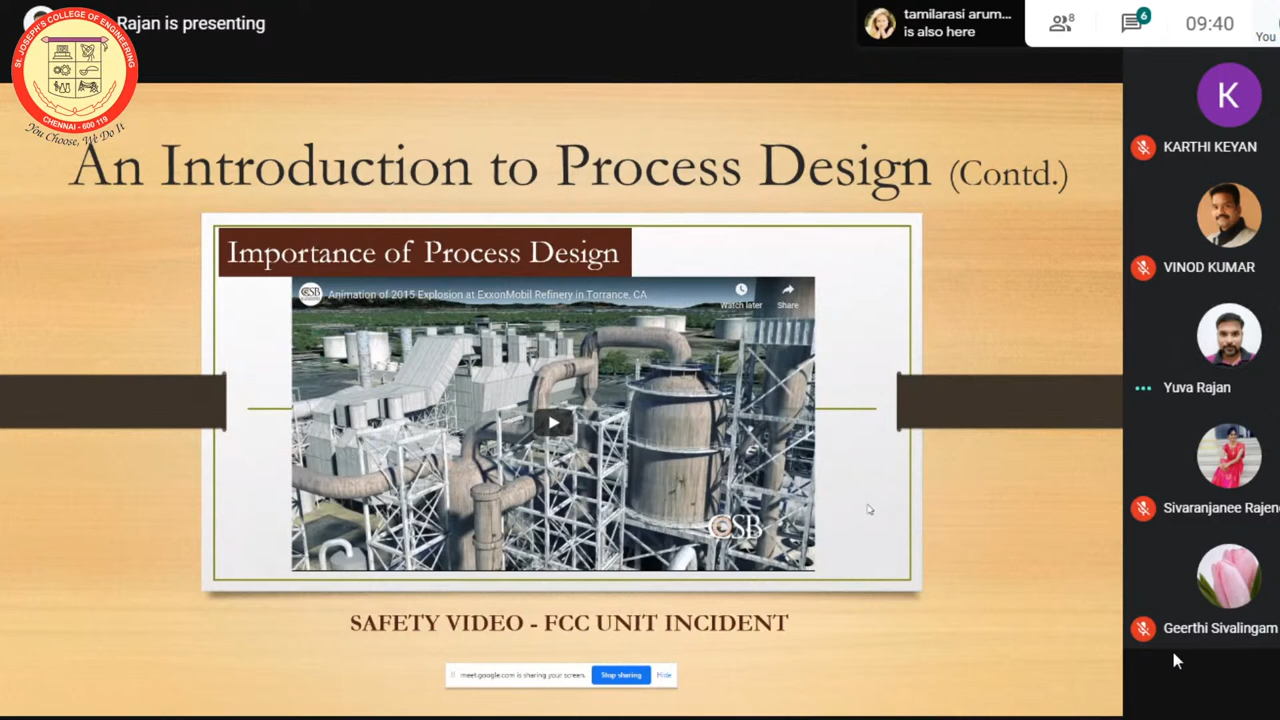 Rajan is presenting
tamilarasi arum...
is also here
8
6
09:40
You
ST. JOSEPH'S COLLEGE OF ENGINEERING
CHENNAI - 600 119
You Choose, We Do It
An Introduction to Process Design (Contd.)
Importance of Process Design
CSB
Animation of 2015 Explosion at ExxonMobil Refinery in Torrance, CA
Watch later
Share
CSB
SAFETY VIDEO - FCC UNIT INCIDENT
meet.google.com is sharing your screen.
Stop sharing
Hide
K
KARTHI KEYAN
VINOD KUMAR
Yuva Rajan
Sivaranjanee Rajen
Geerthi Sivalingam